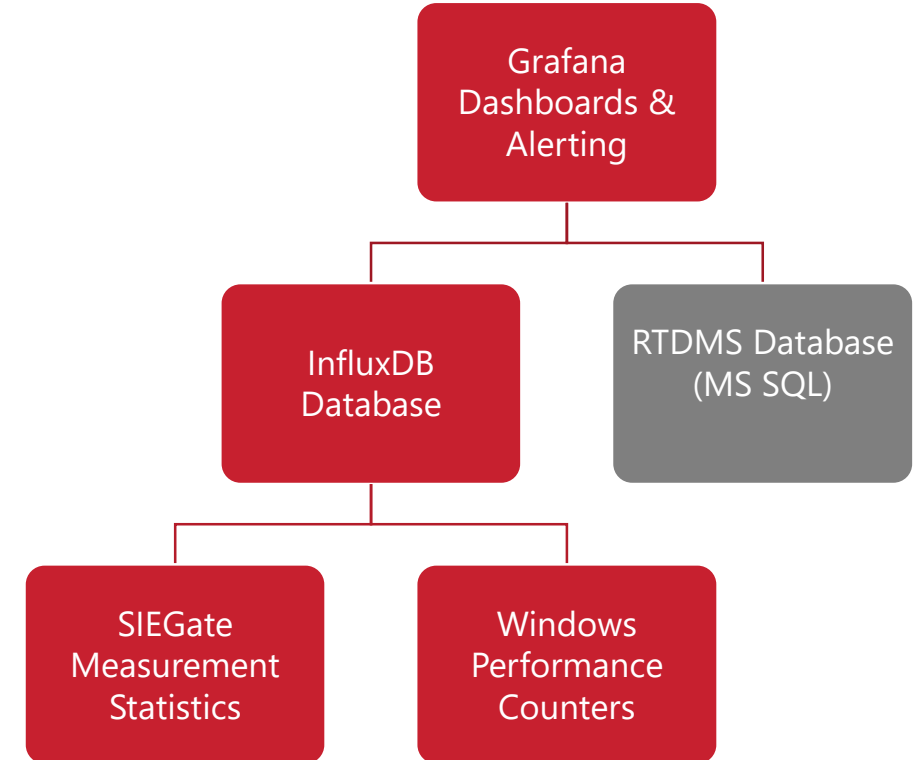 Grafana
Dashboards &
Alerting
InfluxDB
Database
RTDMS Database
(MS SQL)
SIEGate
Measurement
Statistics
Windows
Performance
Counters